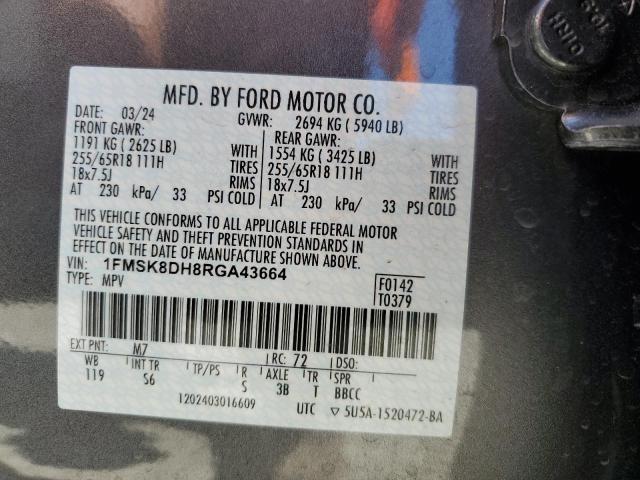 MFD. BY FORD MOTOR CO.
DATE: 03/24 GVWR: 2694 KG ( 5940 LB)
FRONT GAWR: REAR GAWR:
1191 KG ( 2625 LB) WITH 1554 KG ( 3425 LB) WITH
255/65R18 111H TIRES 255/65R18 111H TIRES
18x7.5J RIMS 18x7.5J RIMS
AT 230 kPa/ 33 PSI COLD AT 230 kPa/ 33 PSI COLD
THIS VEHICLE CONFORMS TO ALL APPLICABLE FEDERAL MOTOR
VEHICLE SAFETY AND THEFT PREVENTION STANDARDS IN
EFFECT ON THE DATE OF MANUFACTURE SHOWN ABOVE.
VIN: 1FMSK8DH8RGA43664 F0142
TYPE: MPV T0379
EXT PNT: M7 RC: 72 DSO:
WB INT TR TP/PS R AXLE TR SPR
119 S6 S 3B T BBCC
1202403016609 UTC ▽ 5U5A-1520472-BA
01RH